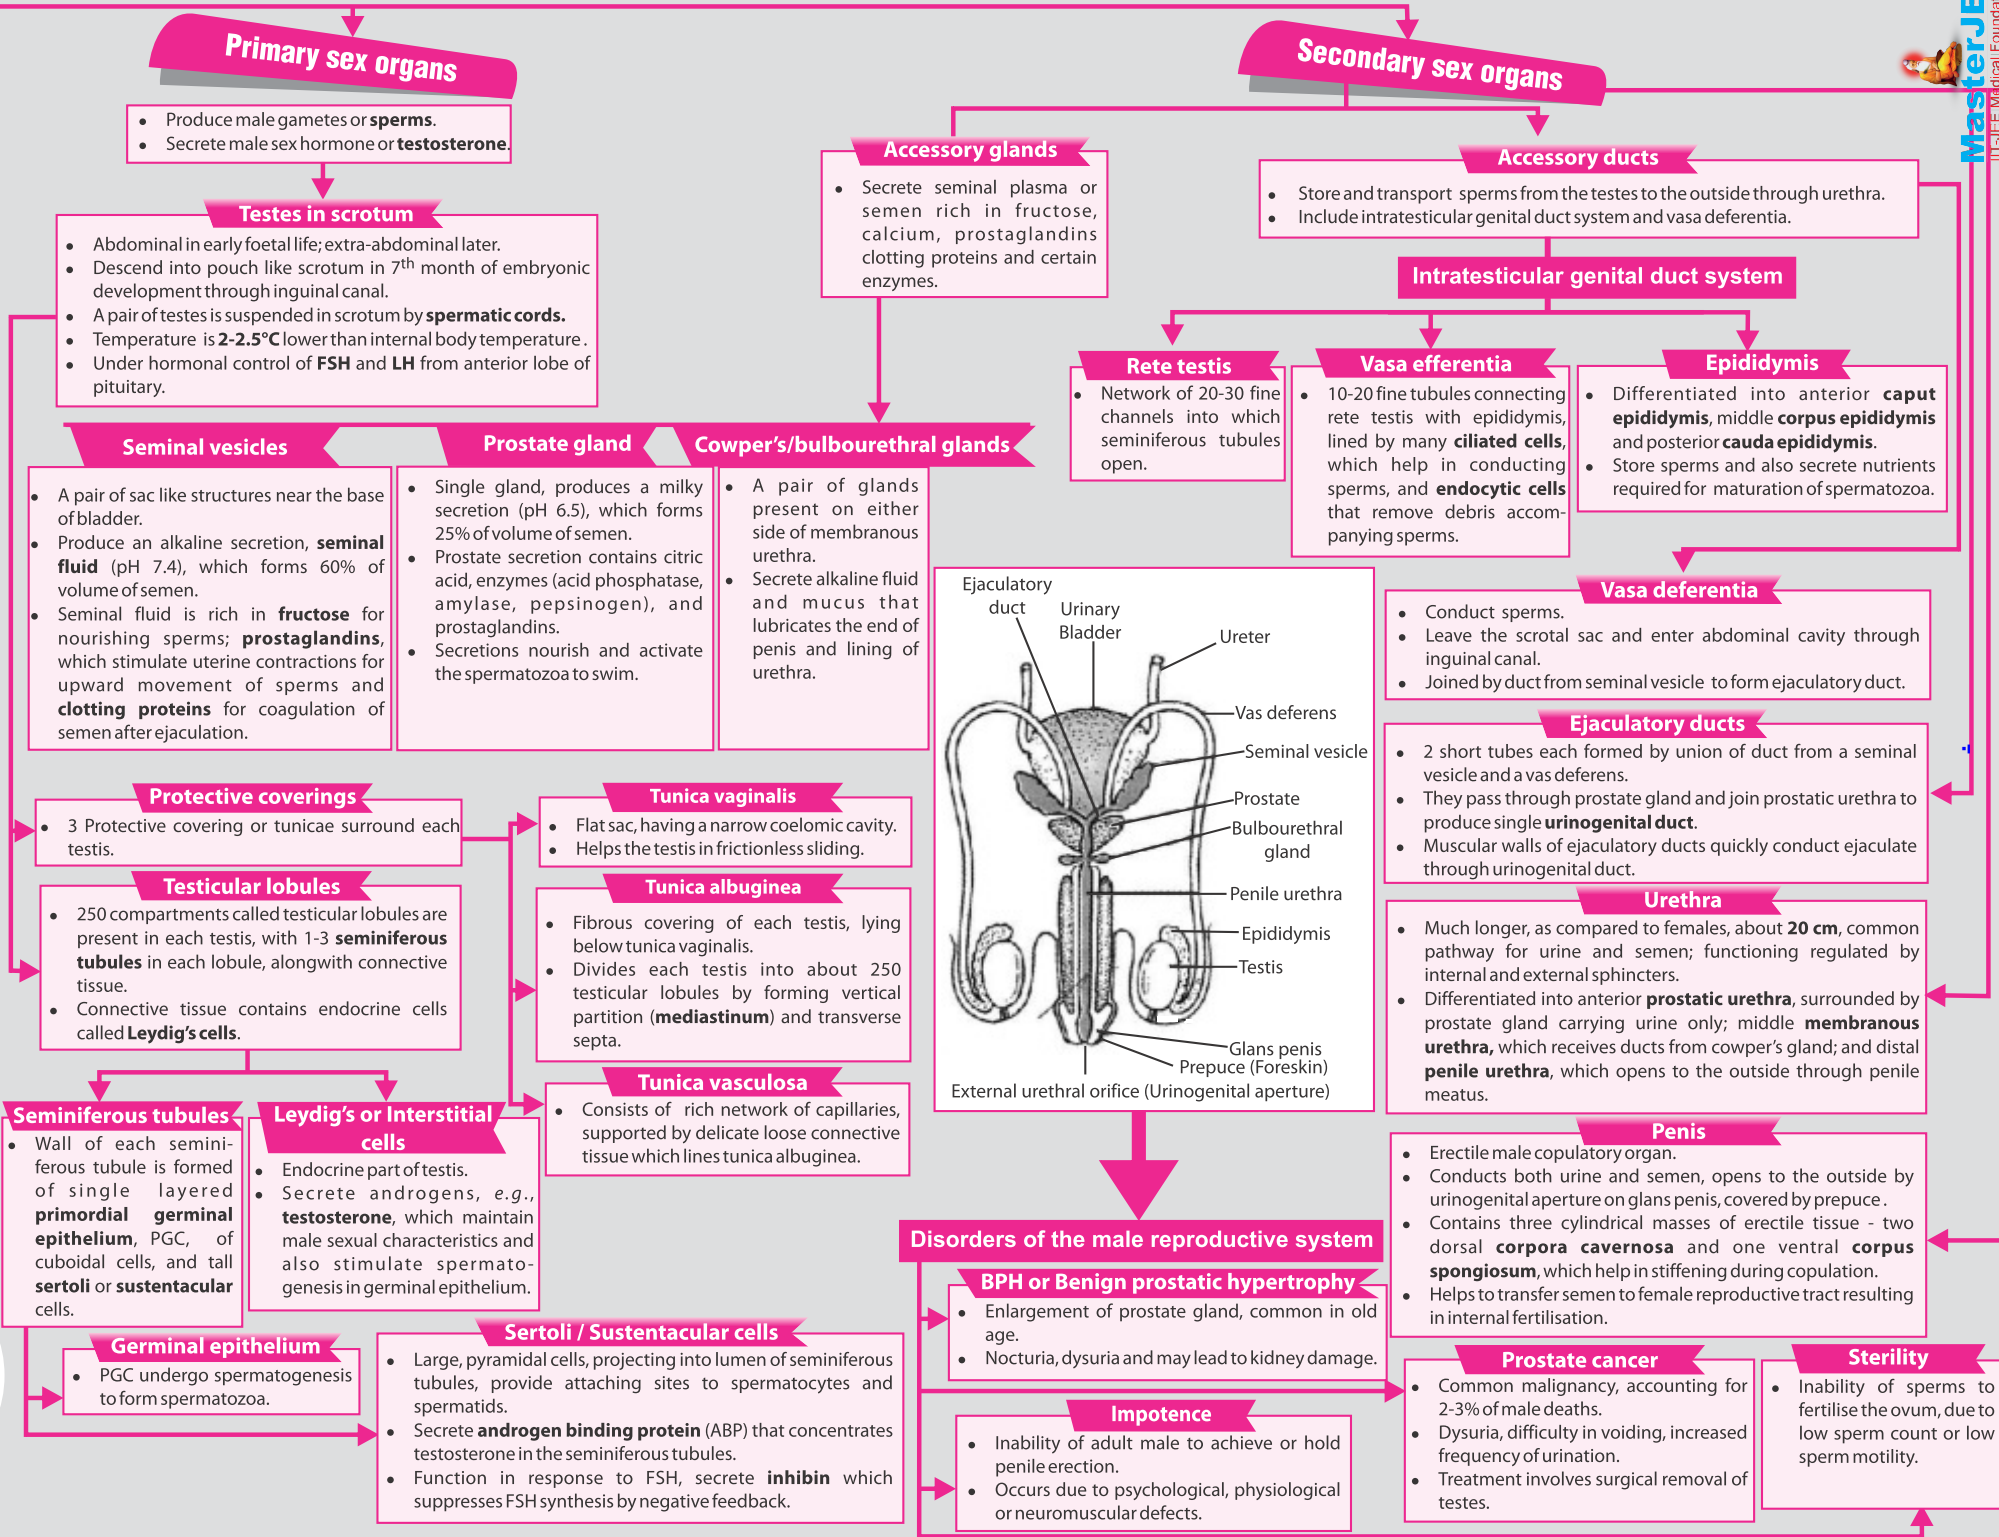 Primary sex organs
• Produce male gametes or sperms.
• Secrete male sex hormone or testosterone.
Testes in scrotum
• Abdominal in early foetal life; extra-abdominal later.
• Descend into pouch like scrotum in 7th month of embryonic
development through inguinal canal.
• A pair of testes is suspended in scrotum by spermatic cords.
• Temperature is 2-2.5°C lower than internal body temperature.
• Under hormonal control of FSH and LH from anterior lobe of
pituitary.
Secondary sex organs
MasterJE
Accessory glands
• Secrete seminal plasma or
semen rich in fructose,
calcium, prostaglandins
clotting proteins and certain
enzymes.
Accessory ducts
• Store and transport sperms from the testes to the outside through urethra.
• Include intratesticular genital duct system and vasa deferentia.
Intratesticular genital duct system
Rete testis
• Network of 20-30 fine
channels into which
seminiferous tubules
open.
Vasa efferentia
• 10-20 fine tubules connecting
rete testis with epididymis,
lined by many ciliated cells,
which help in conducting
sperms, and endocytic cells
that remove debris accom-
panying sperms.
Epididymis
• Differentiated into anterior caput
epididymis, middle corpus epididymis
and posterior cauda epididymis.
• Store sperms and also secrete nutrients
required for maturation of spermatozoa.
Seminal vesicles
• A pair of sac like structures near the base
of bladder.
• Produce an alkaline secretion, seminal
fluid (pH 7.4), which forms 60% of
volume of semen.
• Seminal fluid is rich in fructose for
nourishing sperms; prostaglandins,
which stimulate uterine contractions for
upward movement of sperms and
clotting proteins for coagulation of
semen after ejaculation.
Prostate gland
• Single gland, produces a milky
secretion (pH 6.5), which forms
25% of volume of semen.
• Prostate secretion contains citric
acid, enzymes (acid phosphatase,
amylase, pepsinogen), and
prostaglandins.
• Secretions nourish and activate
the spermatozoa to swim.
Cowper's/bulbourethral glands
• A pair of glands
present on either
side of membranous
urethra.
• Secrete alkaline fluid
and mucus that
lubricates the end of
penis and lining of
urethra.
Ejaculatory
duct
Urinary
Bladder
Ureter
Vas deferens
Seminal vesicle
Prostate
Bulbourethral
gland
Penile urethra
Epididymis
Testis
Glans penis
Prepuce (Foreskin)
External urethral orifice (Urinogenital aperture)
Vasa deferentia
• Conduct sperms.
• Leave the scrotal sac and enter abdominal cavity through
inguinal canal.
• Joined by duct from seminal vesicle to form ejaculatory duct.
Ejaculatory ducts
• 2 short tubes each formed by union of duct from a seminal
vesicle and a vas deferens.
• They pass through prostate gland and join prostatic urethra to
produce single urinogenital duct.
• Muscular walls of ejaculatory ducts quickly conduct ejaculate
through urinogenital duct.
Urethra
• Much longer, as compared to females, about 20 cm, common
pathway for urine and semen; functioning regulated by
internal and external sphincters.
• Differentiated into anterior prostatic urethra, surrounded by
prostate gland carrying urine only; middle membranous
urethra, which receives ducts from cowper's gland; and distal
penile urethra, which opens to the outside through penile
meatus.
Penis
• Erectile male copulatory organ.
• Conducts both urine and semen, opens to the outside by
urinogenital aperture on glans penis, covered by prepuce.
• Contains three cylindrical masses of erectile tissue - two
dorsal corpora cavernosa and one ventral corpus
spongiosum, which help in stiffening during copulation.
• Helps to transfer semen to female reproductive tract resulting
in internal fertilisation.
Protective coverings
• 3 Protective covering or tunicae surround each
testis.
Testicular lobules
• 250 compartments called testicular lobules are
present in each testis, with 1-3 seminiferous
tubules in each lobule, alongwith connective
tissue.
• Connective tissue contains endocrine cells
called Leydig's cells.
Tunica vaginalis
• Flat sac, having a narrow coelomic cavity.
• Helps the testis in frictionless sliding.
Tunica albuginea
• Fibrous covering of each testis, lying
below tunica vaginalis.
• Divides each testis into about 250
testicular lobules by forming vertical
partition (mediastinum) and transverse
septa.
Tunica vasculosa
• Consists of rich network of capillaries,
supported by delicate loose connective
tissue which lines tunica albuginea.
Seminiferous tubules
• Wall of each semini-
ferous tubule is formed
of single layered
primordial germinal
epithelium, PGC, of
cuboidal cells, and tall
sertoli or sustentacular
cells.
Leydig's or Interstitial
cells
• Endocrine part of testis.
• Secrete androgens, e.g.,
testosterone, which maintain
male sexual characteristics and
also stimulate spermato-
genesis in germinal epithelium.
Germinal epithelium
• PGC undergo spermatogenesis
to form spermatozoa.
Sertoli / Sustentacular cells
• Large, pyramidal cells, projecting into lumen of seminiferous
tubules, provide attaching sites to spermatocytes and
spermatids.
• Secrete androgen binding protein (ABP) that concentrates
testosterone in the seminiferous tubules.
• Function in response to FSH, secrete inhibin which
suppresses FSH synthesis by negative feedback.
Disorders of the male reproductive system
BPH or Benign prostatic hypertrophy
• Enlargement of prostate gland, common in old
age.
• Nocturia, dysuria and may lead to kidney damage.
Impotence
• Inability of adult male to achieve or hold
penile erection.
• Occurs due to psychological, physiological
or neuromuscular defects.
Prostate cancer
• Common malignancy, accounting for
2-3% of male deaths.
• Dysuria, difficulty in voiding, increased
frequency of urination.
• Treatment involves surgical removal of
testes.
Sterility
• Inability of sperms to
fertilise the ovum, due to
low sperm count or low
sperm motility.